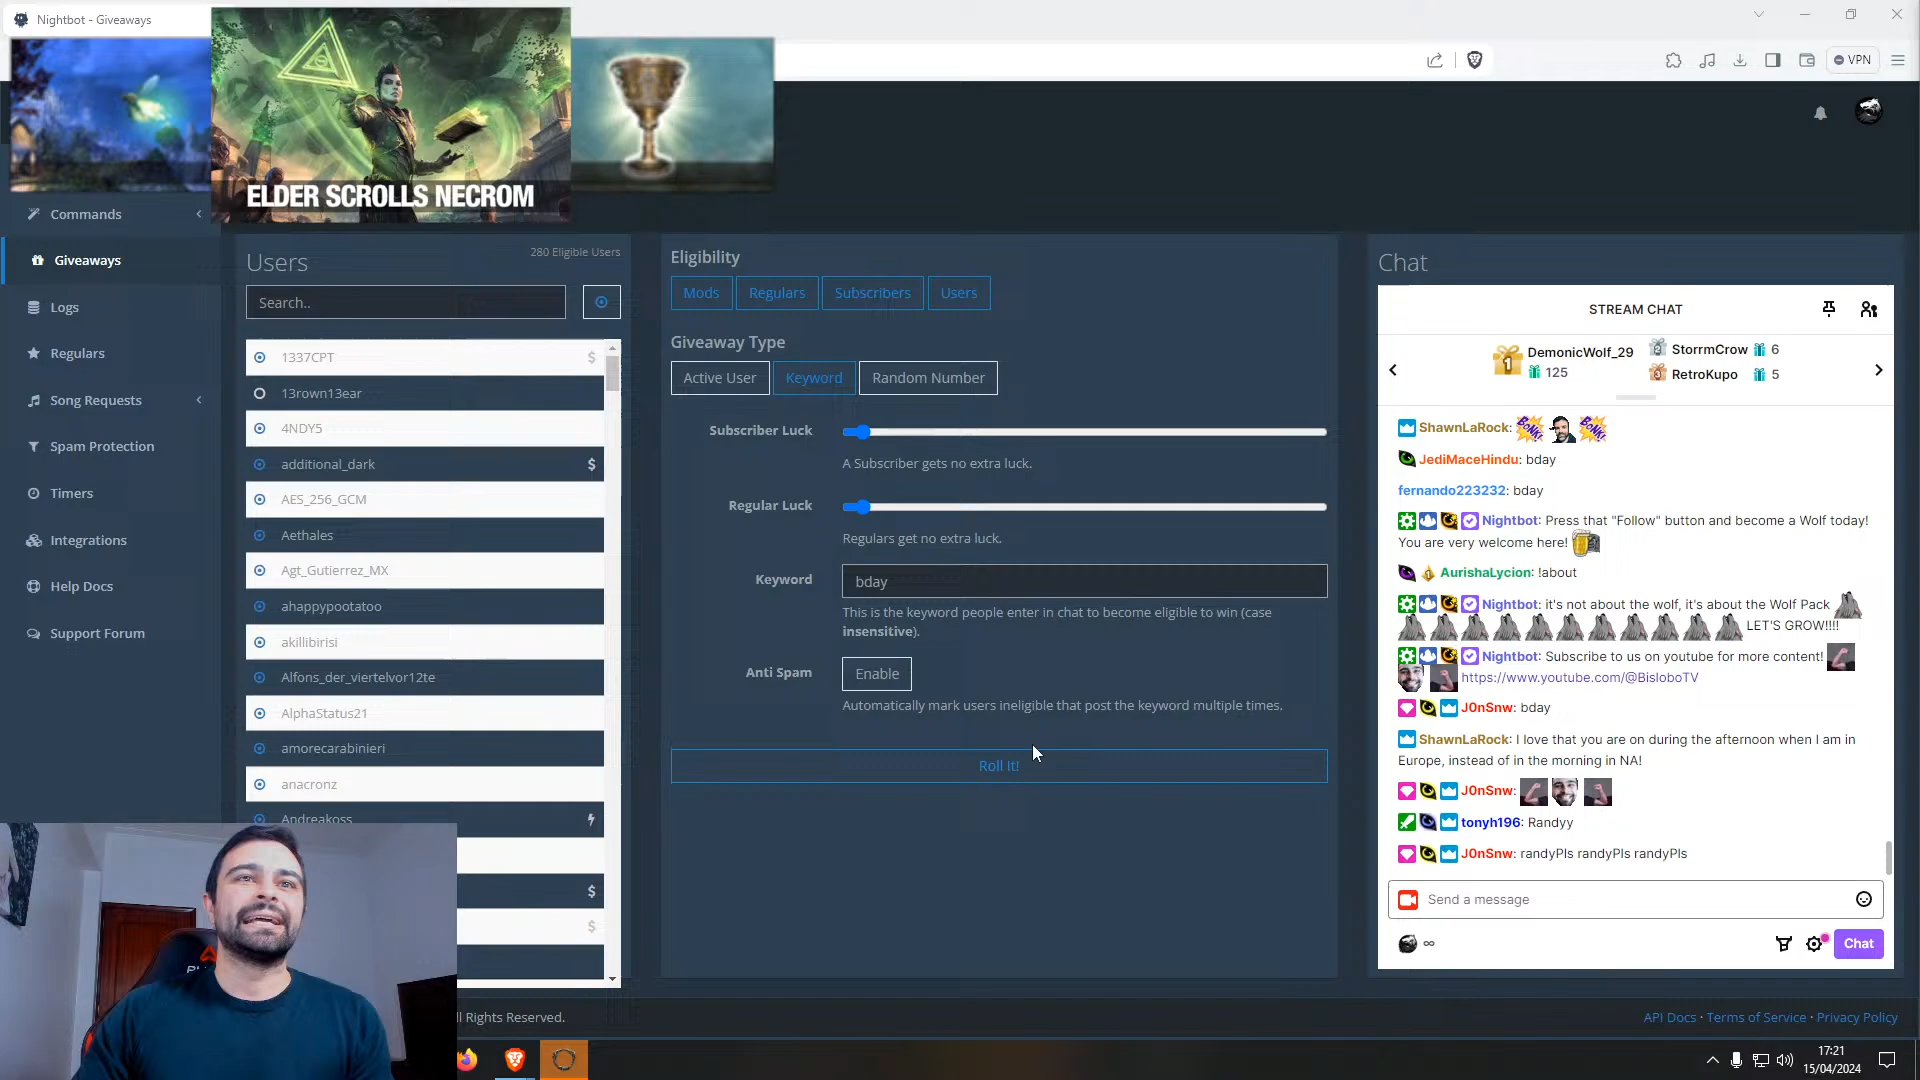 Nightbot - Giveaways
VPN
ELDER SCROLLS NECROM
Commands
Giveaways
Logs
Regulars
Song Requests
Spam Protection
Timers
Integrations
Help Docs
Support Forum
Users
280 Eligible Users
Search..
1337CPT $
13rown13ear
4NDY5
additional_dark $
AES_256_GCM
Aethales
Agt_Gutierrez_MX
ahappypootatoo
akillibirisi
Alfons_der_viertelvor12te
AlphaStatus21
amorecarabinieri
anacronz
Andreakoss
$
$
Eligibility
Mods Regulars Subscribers Users
Giveaway Type
Active User Keyword Random Number
Subscriber Luck
A Subscriber gets no extra luck.
Regular Luck
Regulars get no extra luck.
Keyword bday
This is the keyword people enter in chat to become eligible to win (case
insensitive).
Anti Spam Enable
Automatically mark users ineligible that post the keyword multiple times.
Roll It!
Chat
STREAM CHAT
1 DemonicWolf_29 125
2 StorrmCrow 6
3 RetroKupo 5
ShawnLaRock: BONK! BONK!
JediMaceHindu: bday
fernando223232: bday
Nightbot: Press that "Follow" button and become a Wolf today!
You are very welcome here!
AurishaLycion: !about
Nightbot: it's not about the wolf, it's about the Wolf Pack
LET'S GROW!!!!
Nightbot: Subscribe to us on youtube for more content!
https://www.youtube.com/@BisloboTV
J0nSnw: bday
ShawnLaRock: I love that you are on during the afternoon when I am in
Europe, instead of in the morning in NA!
J0nSnw:
tonyh196: Randyy
J0nSnw: randyPls randyPls randyPls
Send a message
∞
Chat
ll Rights Reserved.
API Docs · Terms of Service · Privacy Policy
17:21
15/04/2024